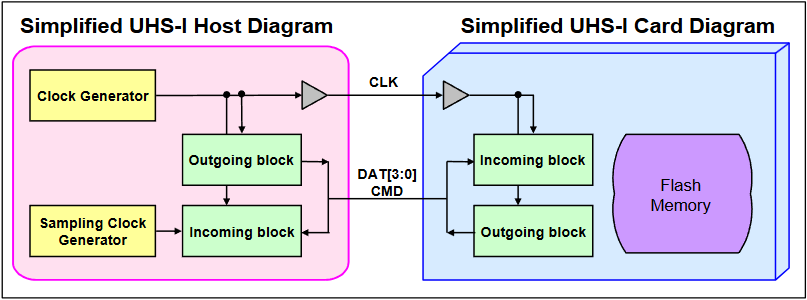 Simplified UHS-I Host Diagram
Simplified UHS-I Card Diagram
Clock Generator
CLK
Outgoing block
Incoming block
DAT[3:0]
CMD
Flash
Memory
Sampling Clock
Generator
Incoming block
Outgoing block